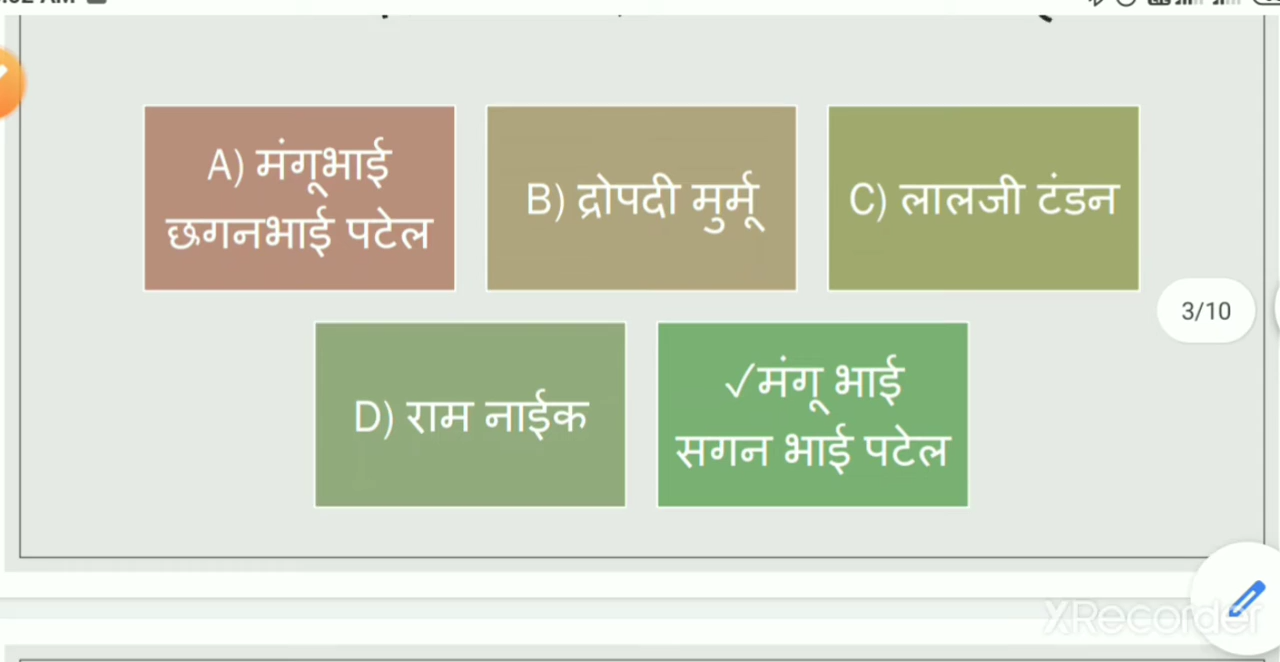 A) मंगूभाई
छगनभाई पटेल
B) द्रोपदी मुर्मू
C) लालजी टंडन
3/10
D) राम नाईक
✓मंगू भाई
सगन भाई पटेल
XRecorder